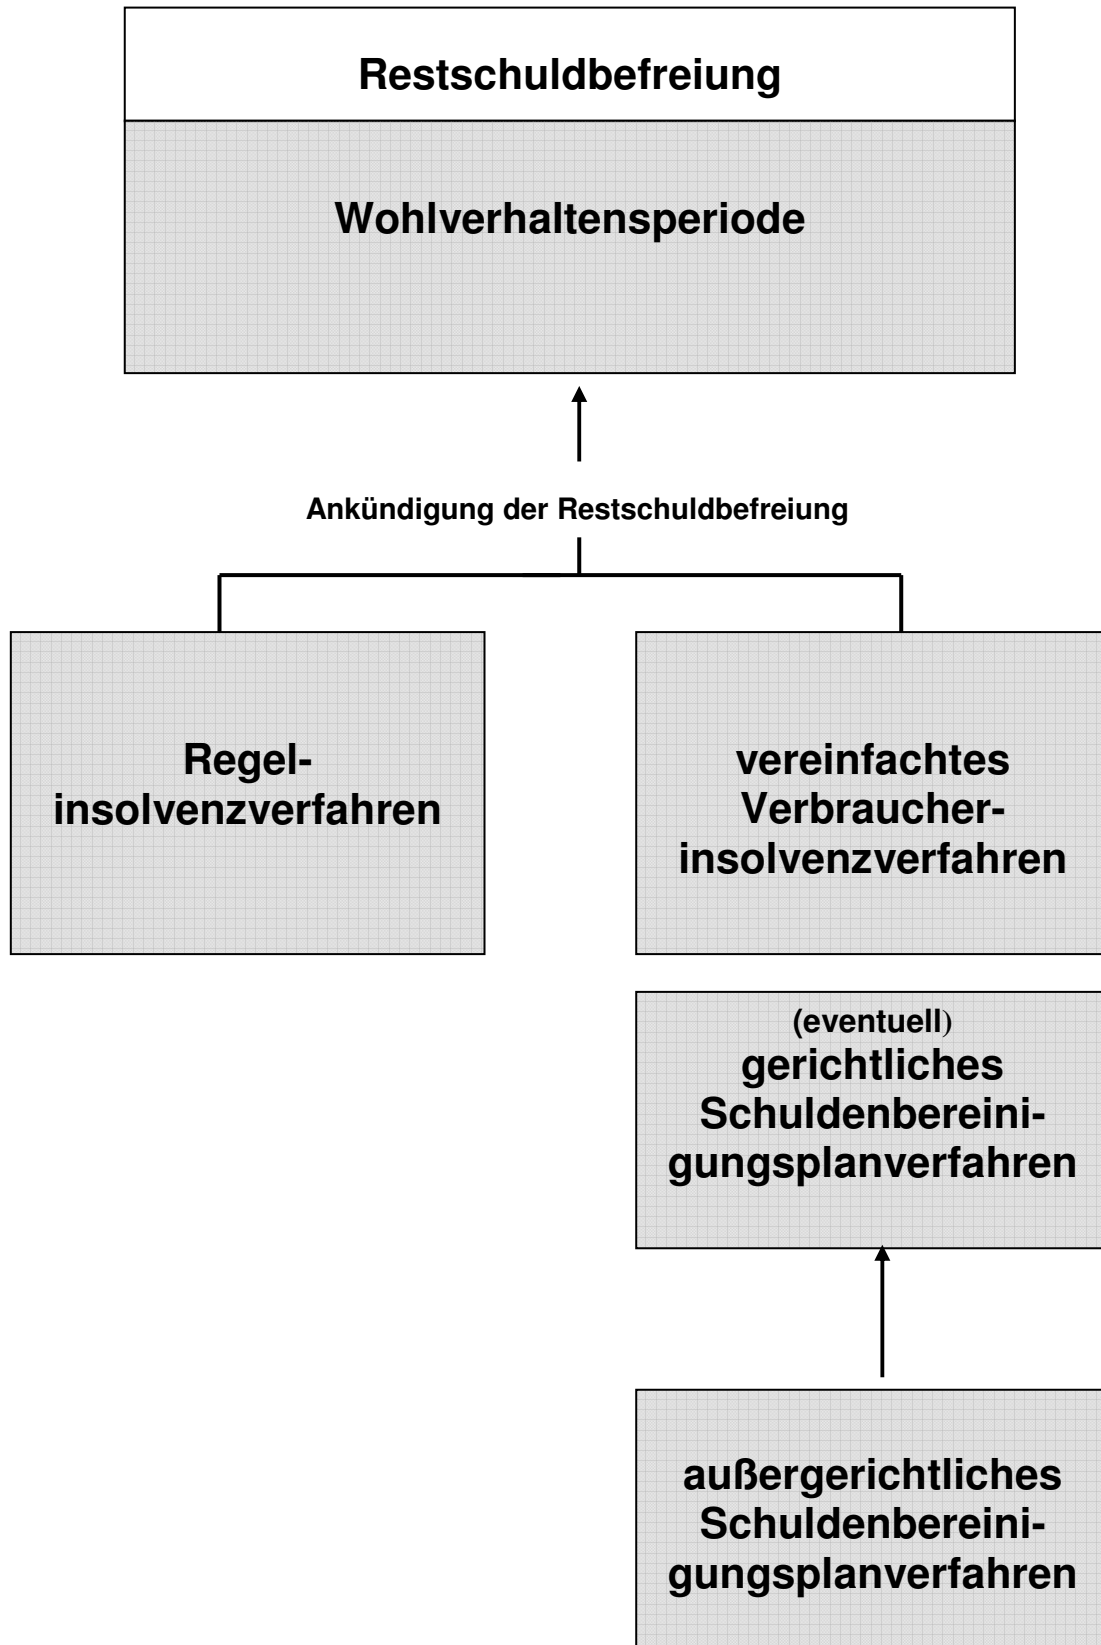 Restschuldbefreiung
Wohlverhaltensperiode
Ankündigung der Restschuldbefreiung
Regel-
insolvenzverfahren
vereinfachtes
Verbraucher-
insolvenzverfahren
(eventuell)
gerichtliches
Schuldenbereini-
gungsplanverfahren
außergerichtliches
Schuldenbereini-
gungsplanverfahren